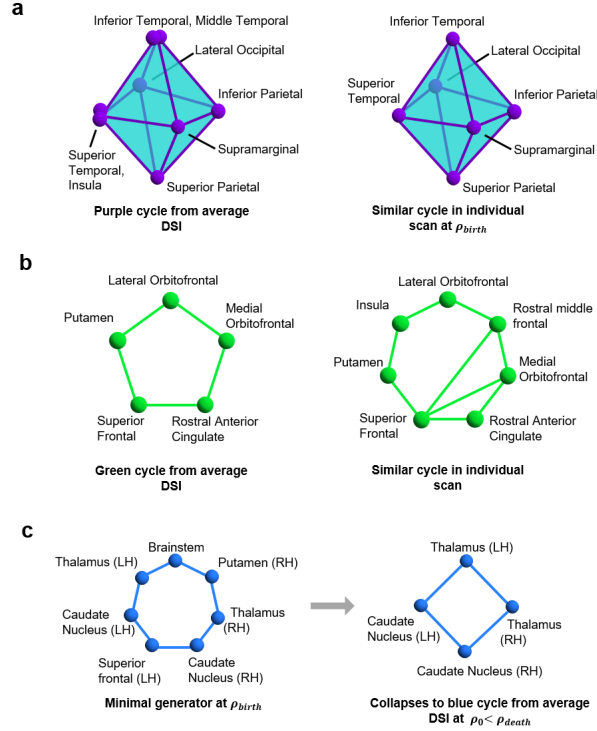 a
Inferior Temporal, Middle Temporal
Lateral Occipital
Inferior Parietal
Supramarginal
Superior
Temporal,
Insula
Superior Parietal
Purple cycle from average
DSI
Inferior Temporal
Lateral Occipital
Superior
Temporal
Inferior Parietal
Supramarginal
Superior Parietal
Similar cycle in individual
scan at ρbirth
b
Lateral Orbitofrontal
Putamen
Medial
Orbitofrontal
Superior
Frontal
Rostral Anterior
Cingulate
Green cycle from average
DSI
Lateral Orbitofrontal
Insula
Rostral middle
frontal
Putamen
Medial
Orbitofrontal
Superior
Frontal
Rostral Anterior
Cingulate
Similar cycle in individual
scan
c
Brainstem
Thalamus (LH)
Putamen (RH)
Caudate
Nucleus (LH)
Thalamus
(RH)
Superior
frontal (LH)
Caudate
Nucleus (RH)
Minimal generator at ρbirth
Thalamus (LH)
Caudate
Nucleus (LH)
Thalamus
(RH)
Caudate Nucleus (RH)
Collapses to blue cycle from average
DSI at ρ0< ρdeath